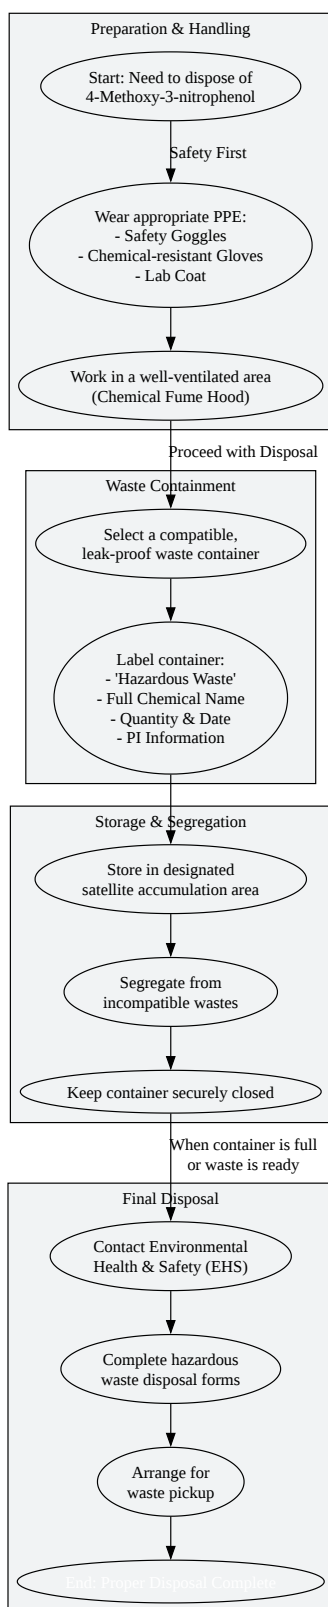 Preparation & Handling
Start: Need to dispose of
4-Methoxy-3-nitrophenol
Safety First
Wear appropriate PPE:
- Safety Goggles
- Chemical-resistant Gloves
- Lab Coat
Work in a well-ventilated area
(Chemical Fume Hood)
Proceed with Disposal
Waste Containment
Select a compatible,
leak-proof waste container
Label container:
- 'Hazardous Waste'
- Full Chemical Name
- Quantity & Date
- PI Information
Storage & Segregation
Store in designated
satellite accumulation area
Segregate from
incompatible wastes
Keep container securely closed
When container is full
or waste is ready
Final Disposal
Contact Environmental
Health & Safety (EHS)
Complete hazardous
waste disposal forms
Arrange for
waste pickup
End: Proper Disposal Complete